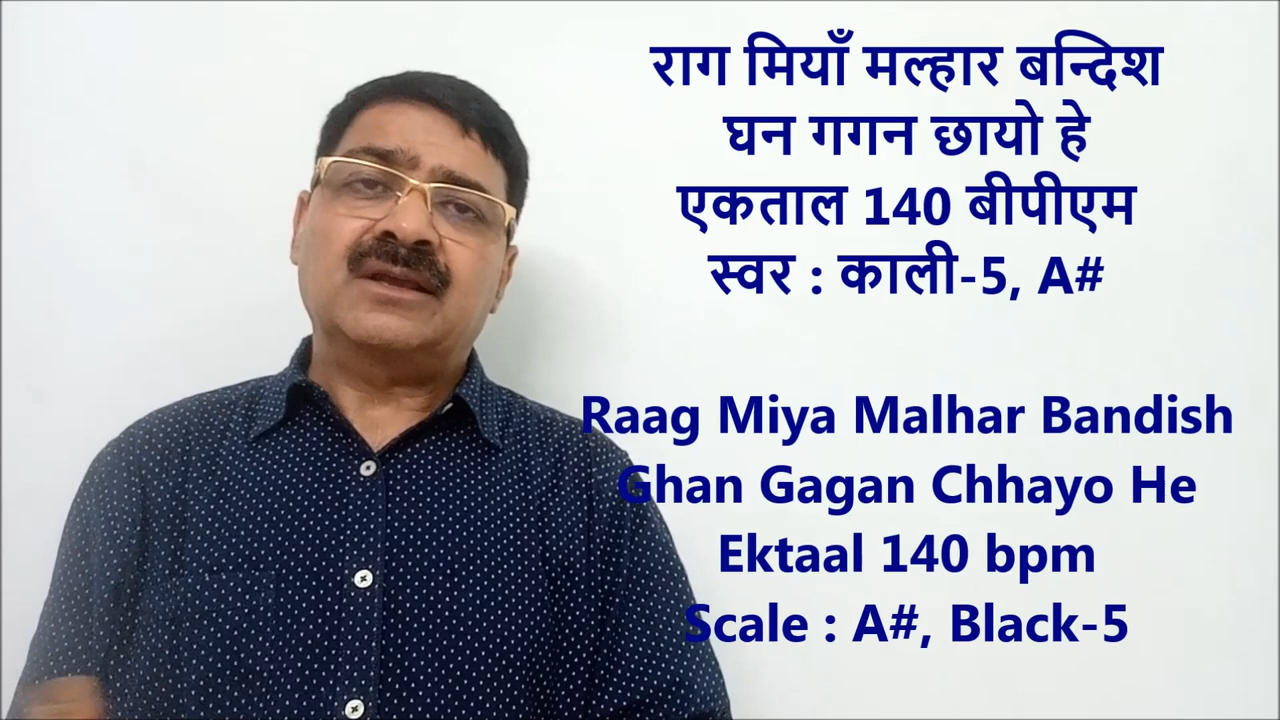 राग मियाँ मल्हार बन्दिश
घन गगन छायो हे
एकताल 140 बीपीएम
स्वर : काली-5, A#
Raag Miya Malhar Bandish
Ghan Gagan Chhayo He
Ektaal 140 bpm
Scale : A#, Black-5